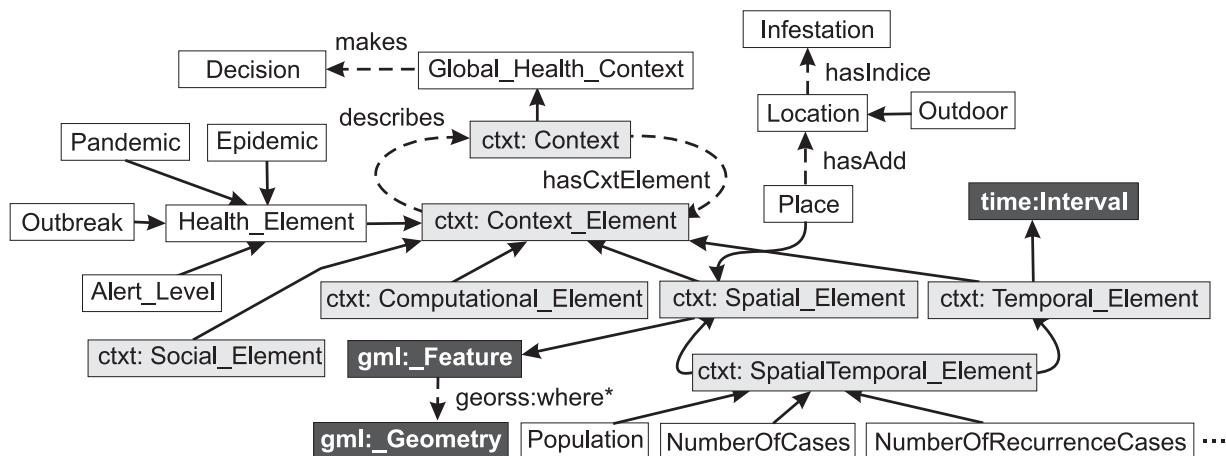 Infestation
makes
Decision
Global_Health_Context
hasIndice
describes
Location
Outdoor
Pandemic
Epidemic
ctxt: Context
hasAdd
hasCxtElement
Place
time:Interval
Outbreak
Health_Element
ctxt: Context_Element
Alert_Level
ctxt: Computational_Element
ctxt: Spatial_Element
ctxt: Temporal_Element
ctxt: Social_Element
gml:_Feature
ctxt: SpatialTemporal_Element
georss:where*
gml:_Geometry
Population
NumberOfCases
NumberOfRecurrenceCases
...